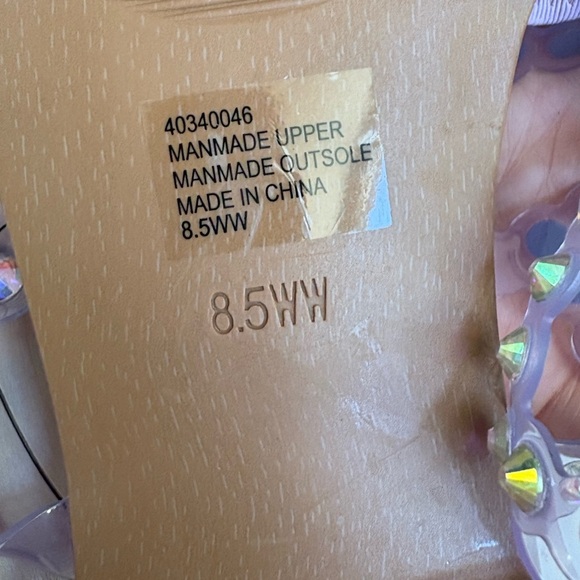 40340046
MANMADE UPPER
MANMADE OUTSOLE
MADE IN CHINA
8.5WW
8.5WW